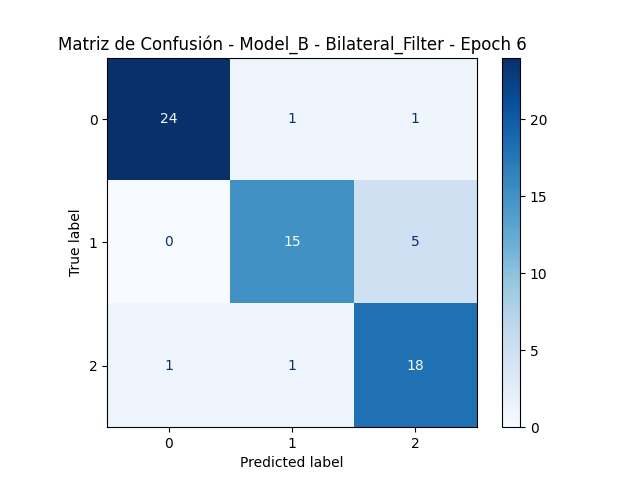 Matriz de Confusión - Model_B - Bilateral_Filter - Epoch 6
True label
0
24 1 1
1
0 15 5
2
1 1 18
0 1 2
Predicted label
20
15
10
5
0